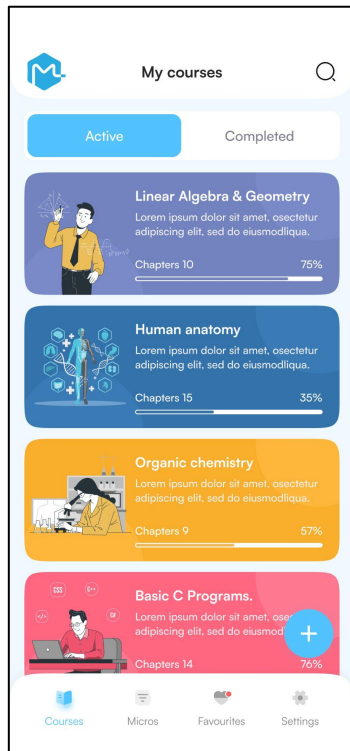 My courses
Active
Completed
Linear Algebra & Geometry
Lorem ipsum dolor sit amet, osectetur
adipiscing elit, sed do eiusmodliqua.
Chapters 10
75%
Human anatomy
Lorem ipsum dolor sit amet, osectetur
adipiscing elit, sed do eiusmodliqua.
Chapters 15
35%
Organic chemistry
Lorem ipsum dolor sit amet, osectetur
adipiscing elit, sed do eiusmodliqua.
Chapters 9
57%
CSS
C++
</>
C#
Basic C Programs.
Lorem ipsum dolor sit amet,
adipiscing elit, sed do
Chapters 14
76%
Courses
Micros
Favourites
Settings